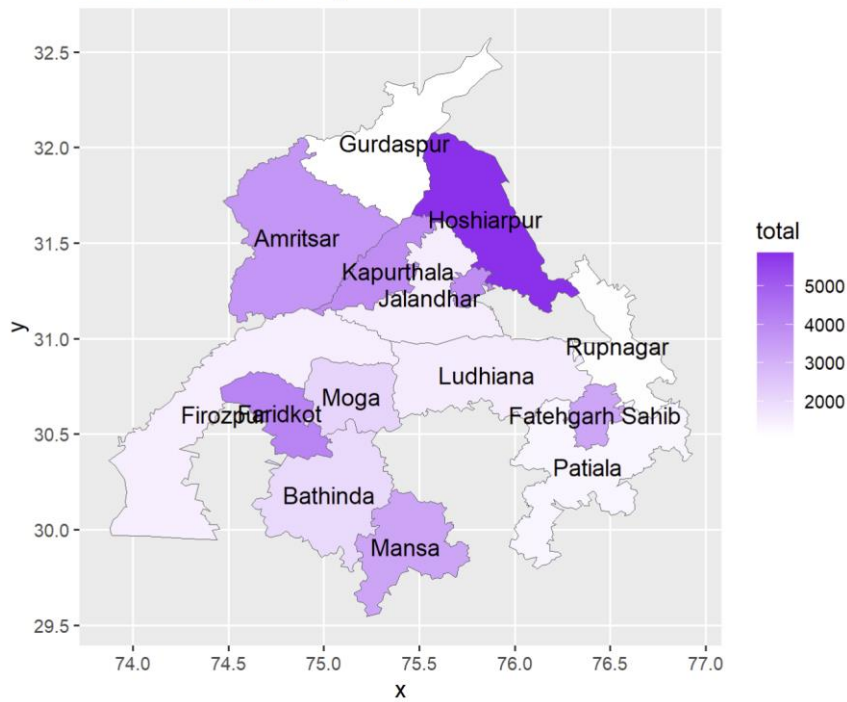 32.5
32.0
31.5
31.0
30.5
30.0
29.5
y
Gurdaspur
Hoshiarpur
Amritsar
Kapurthala
Jalandhar
Rupnagar
Ludhiana
Moga
Firozpur
Faridkot
Fatehgarh Sahib
Patiala
Bathinda
Mansa
74.0 74.5 75.0 75.5 76.0 76.5 77.0
x
total
5000
4000
3000
2000